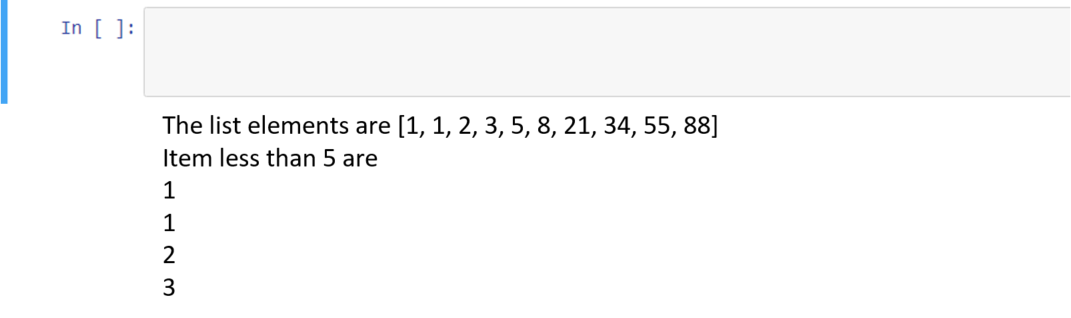 In [ ]:
The list elements are [1, 1, 2, 3, 5, 8, 21, 34, 55, 88]
Item less than 5 are
1
1
2
3